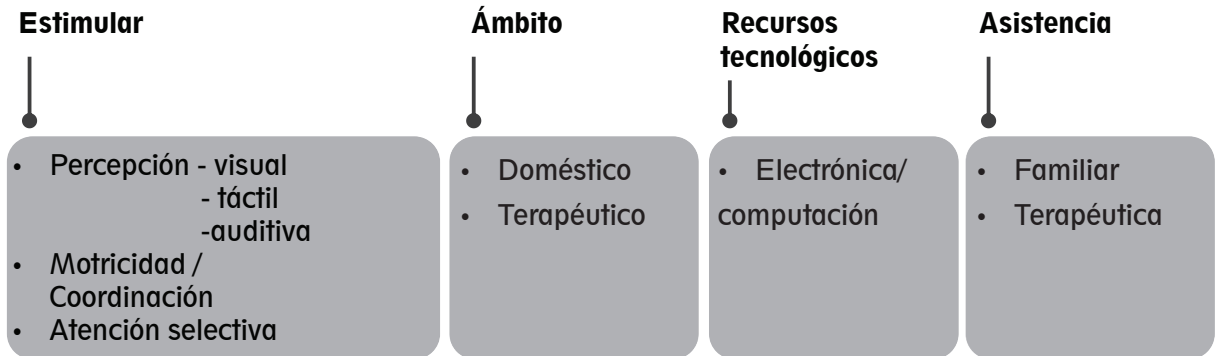 Estimular
• Percepción - visual
- táctil
-auditiva
• Motricidad /
Coordinación
• Atención selectiva
Ámbito
• Doméstico
• Terapéutico
Recursos
tecnológicos
• Electrónica/
computación
Asistencia
• Familiar
• Terapéutica